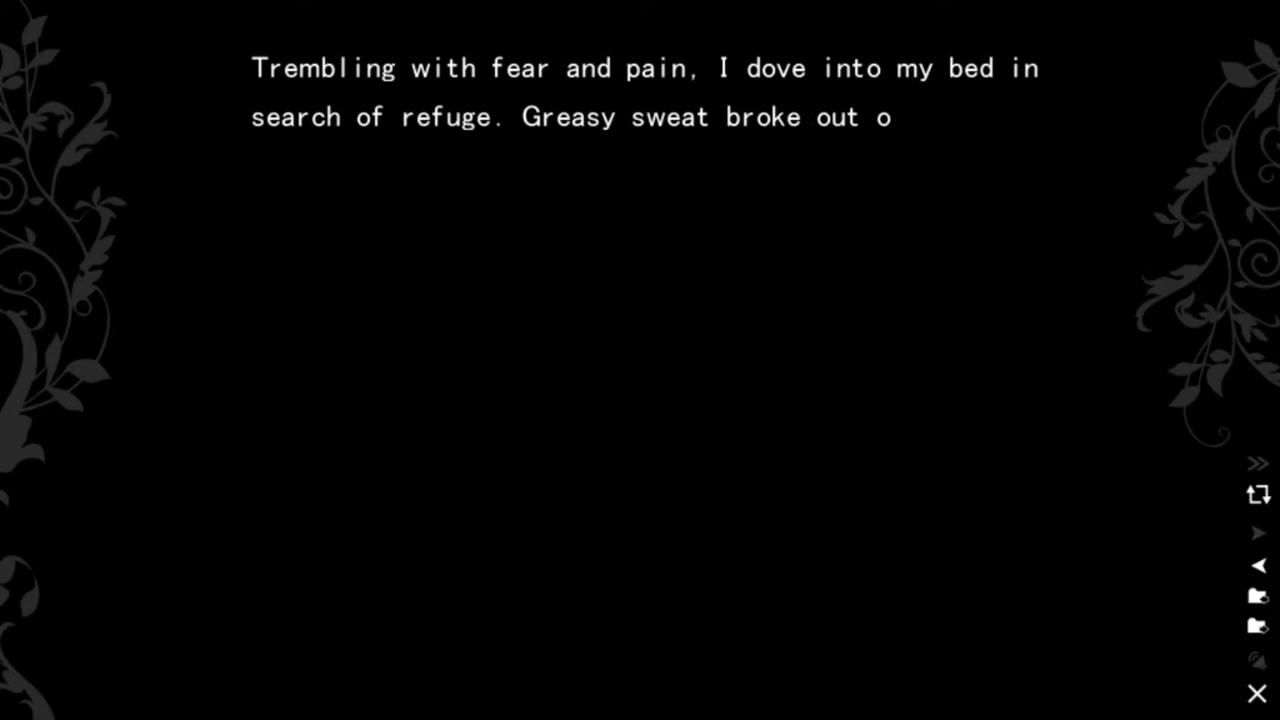 Trembling with fear and pain, I dove into my bed in
search of refuge. Greasy sweat broke out o